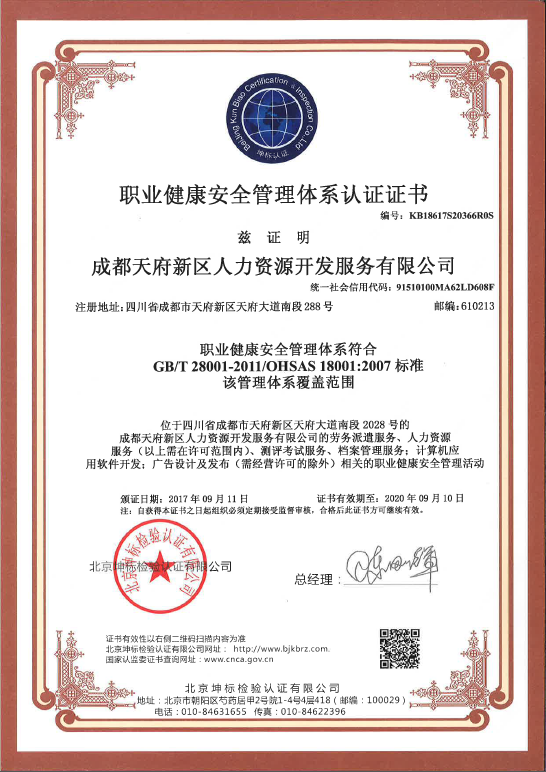 BeiJing Kun Biao Certification & Inspection Co.,Ltd
坤标认证
职业健康安全管理体系认证证书
编号：KB18617S20366R0S
兹 证 明
成都天府新区人力资源开发服务有限公司
统一社会信用代码：91510100MA62LD608F
注册地址：四川省成都市天府新区天府大道南段 288 号 邮编：610213
职业健康安全管理体系符合
GB/T 28001-2011/OHSAS 18001:2007 标准
该管理体系覆盖范围
位于四川省成都市天府新区天府大道南段 2028 号的
成都天府新区人力资源开发服务有限公司的劳务派遣服务、人力资源
服务（以上需在许可范围内）、测评考试服务、档案管理服务；计算机应
用软件开发；广告设计及发布（需经营许可的除外）相关的职业健康安全管理活动
颁证日期：2017 年 09 月 11 日 证书有效期至：2020 年 09 月 10 日
注：自获得本证书之日起组织必须定期接受监督审核，合格后此证书方可继续有效。
北京坤标检验认证有限公司
北京坤标检验认证有限公司
总经理：
证书有效性以右侧二维码扫描内容为准
北京坤标检验认证有限公司网址： http://www.bjkbrz.com.
国家认监委证书查询网址：www.cnca.gov.cn
北京坤标检验认证有限公司
地址：北京市朝阳区芍药居甲2号院1-4号4层418（邮编：100029）
电话：010-84631655 传真：010-84622396